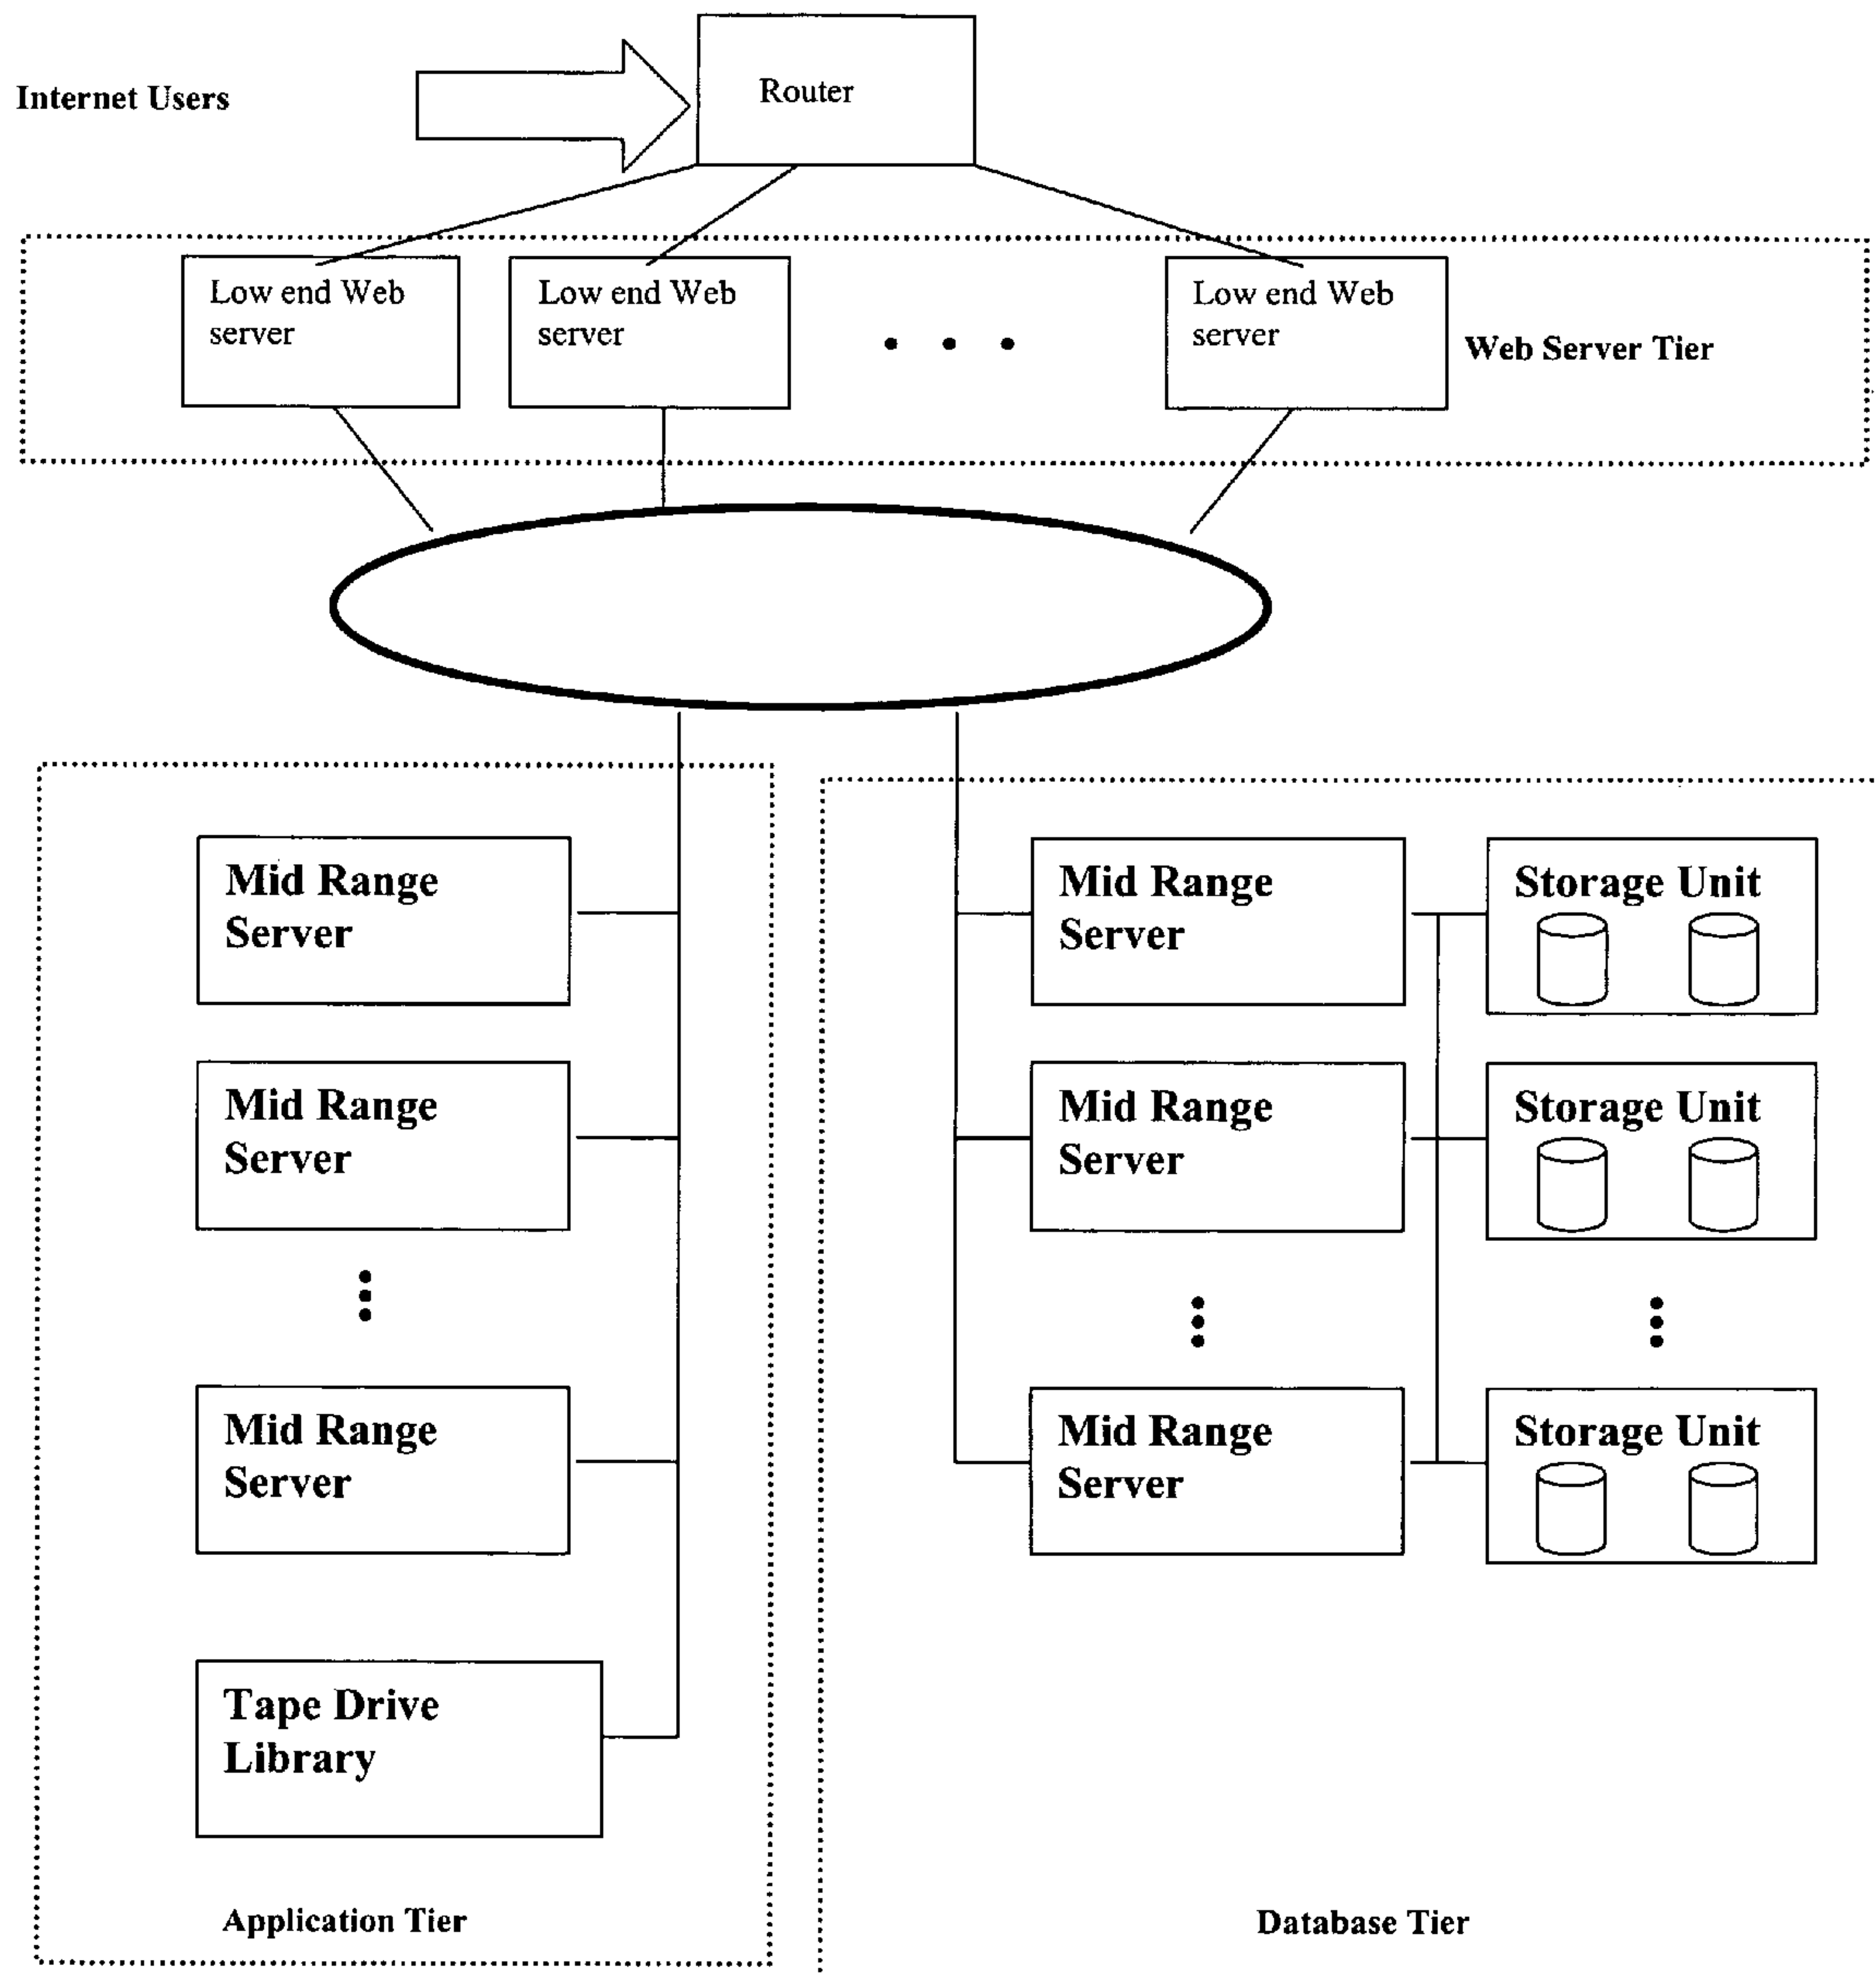 Internet Users
Router
Low end Web
server
Low end Web
server
Low end Web
server
Web Server Tier
Mid Range
Server
Mid Range
Server
Mid Range
Server
Tape Drive
Library
Application Tier
Mid Range
Server
Storage Unit
Mid Range
Server
Storage Unit
Mid Range
Server
Storage Unit
Database Tier